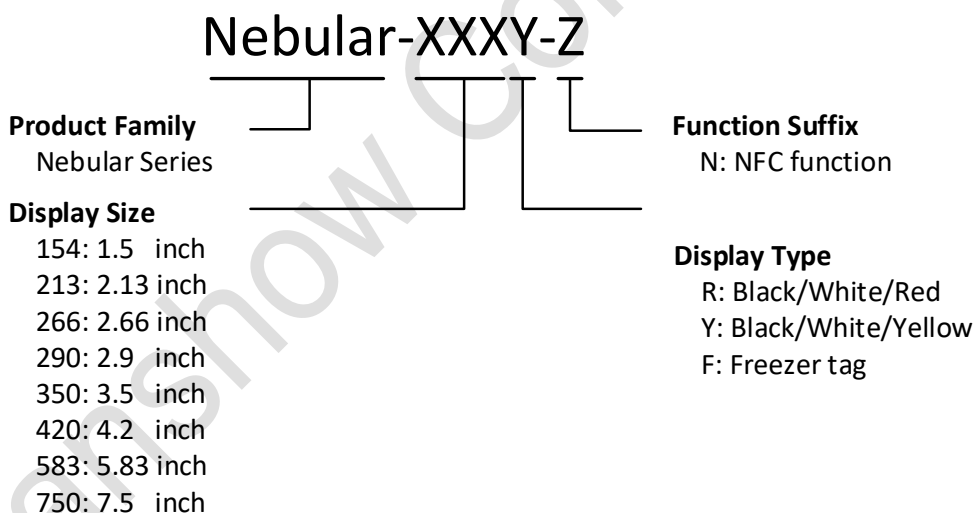 Nebular-XXXY-Z
Product Family
Nebular Series
Display Size
154: 1.5 inch
213: 2.13 inch
266: 2.66 inch
290: 2.9 inch
350: 3.5 inch
420: 4.2 inch
583: 5.83 inch
750: 7.5 inch
Function Suffix
N: NFC function
Display Type
R: Black/White/Red
Y: Black/White/Yellow
F: Freezer tag